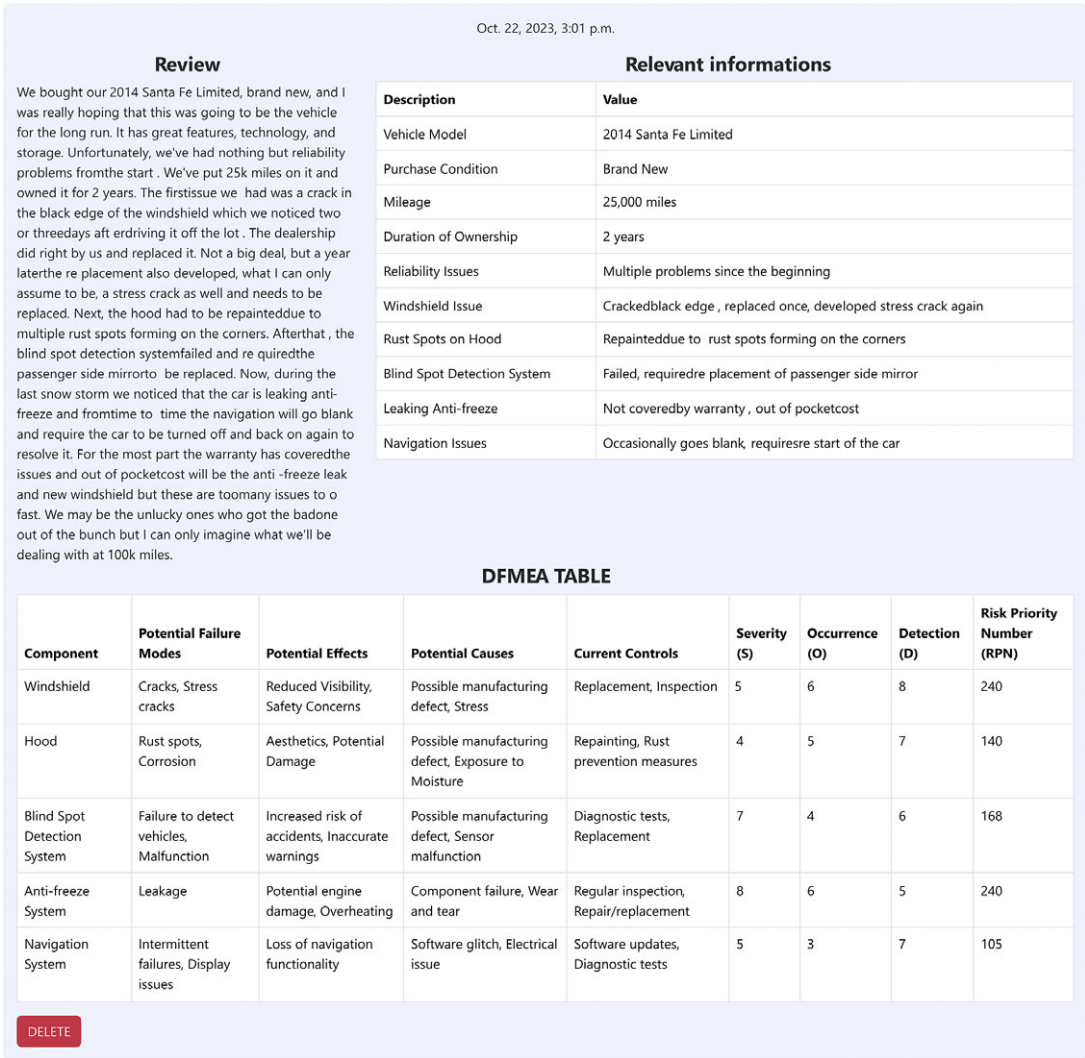 Oct. 22, 2023, 3:01 p.m.
Review
We bought our 2014 Santa Fe Limited, brand new, and I
was really hoping that this was going to be the vehicle
for the long run. It has great features, technology, and
storage. Unfortunately, we've had nothing but reliability
problems fromthe start . We've put 25k miles on it and
owned it for 2 years. The firstissue we  had was a crack in
the black edge of the windshield which we noticed two
or threedays aft erdriving it off the lot . The dealership
did right by us and replaced it. Not a big deal, but a year
laterthe re placement also developed, what I can only
assume to be, a stress crack as well and needs to be
replaced. Next, the hood had to be repainteddue to
multiple rust spots forming on the corners. Afterthat , the
blind spot detection systemfailed and re quiredthe
passenger side mirrorto  be replaced. Now, during the
last snow storm we noticed that the car is leaking anti-
freeze and fromtime to  time the navigation will go blank
and require the car to be turned off and back on again to
resolve it. For the most part the warranty has coveredthe
issues and out of pocketcost will be the anti -freeze leak
and new windshield but these are toomany issues to o
fast. We may be the unlucky ones who got the badone
out of the bunch but I can only imagine what we'll be
dealing with at 100k miles.
Relevant informations
Description Value
Vehicle Model 2014 Santa Fe Limited
Purchase Condition Brand New
Mileage 25,000 miles
Duration of Ownership 2 years
Reliability Issues Multiple problems since the beginning
Windshield Issue Crackedblack edge , replaced once, developed stress crack again
Rust Spots on Hood Repainteddue to  rust spots forming on the corners
Blind Spot Detection System Failed, requiredre placement of passenger side mirror
Leaking Anti-freeze Not coveredby warranty , out of pocketcost
Navigation Issues Occasionally goes blank, requiresre start of the car
DFMEA TABLE
Risk Priority
Potential Failure Severity Occurrence Detection Number
Component Modes Potential Effects Potential Causes Current Controls (S) (O) (D) (RPN)
Windshield Cracks, Stress Reduced Visibility, Possible manufacturing Replacement, Inspection 5 6 8 240
cracks Safety Concerns defect, Stress
Hood Rust spots, Aesthetics, Potential Possible manufacturing Repainting, Rust 4 5 7 140
Corrosion Damage defect, Exposure to prevention measures
Moisture
Blind Spot Failure to detect Increased risk of Possible manufacturing Diagnostic tests, 7 4 6 168
Detection vehicles, accidents, Inaccurate defect, Sensor Replacement
System Malfunction warnings malfunction
Anti-freeze Leakage Potential engine Component failure, Wear Regular inspection, 8 6 5 240
System damage, Overheating and tear Repair/replacement
Navigation Intermittent Loss of navigation Software glitch, Electrical Software updates, 5 3 7 105
System failures, Display functionality issue Diagnostic tests
issues
DELETE